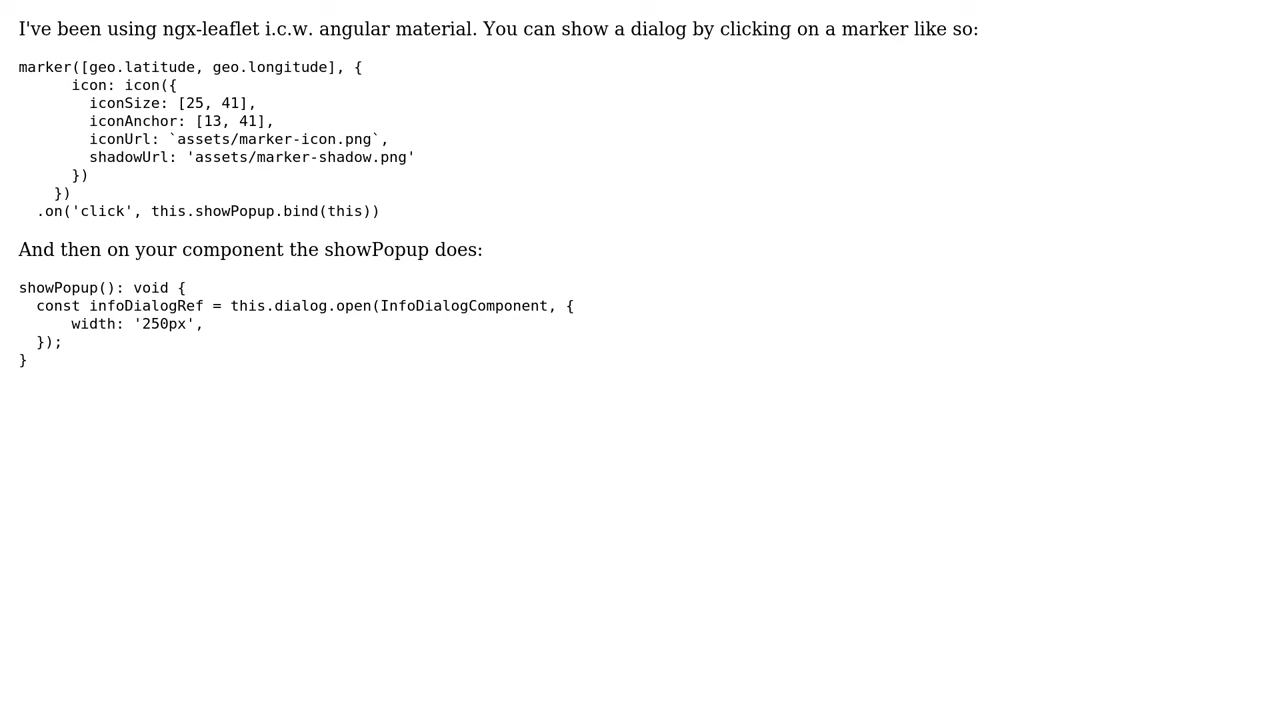 I've been using ngx-leaflet i.c.w. angular material. You can show a dialog by clicking on a marker like so:
marker([geo.latitude, geo.longitude], {
      icon: icon({
        iconSize: [25, 41],
        iconAnchor: [13, 41],
        iconUrl: `assets/marker-icon.png`,
        shadowUrl: 'assets/marker-shadow.png'
      })
    })
  .on('click', this.showPopup.bind(this))
And then on your component the showPopup does:
showPopup(): void {
  const infoDialogRef = this.dialog.open(InfoDialogComponent, {
      width: '250px',
  });
}